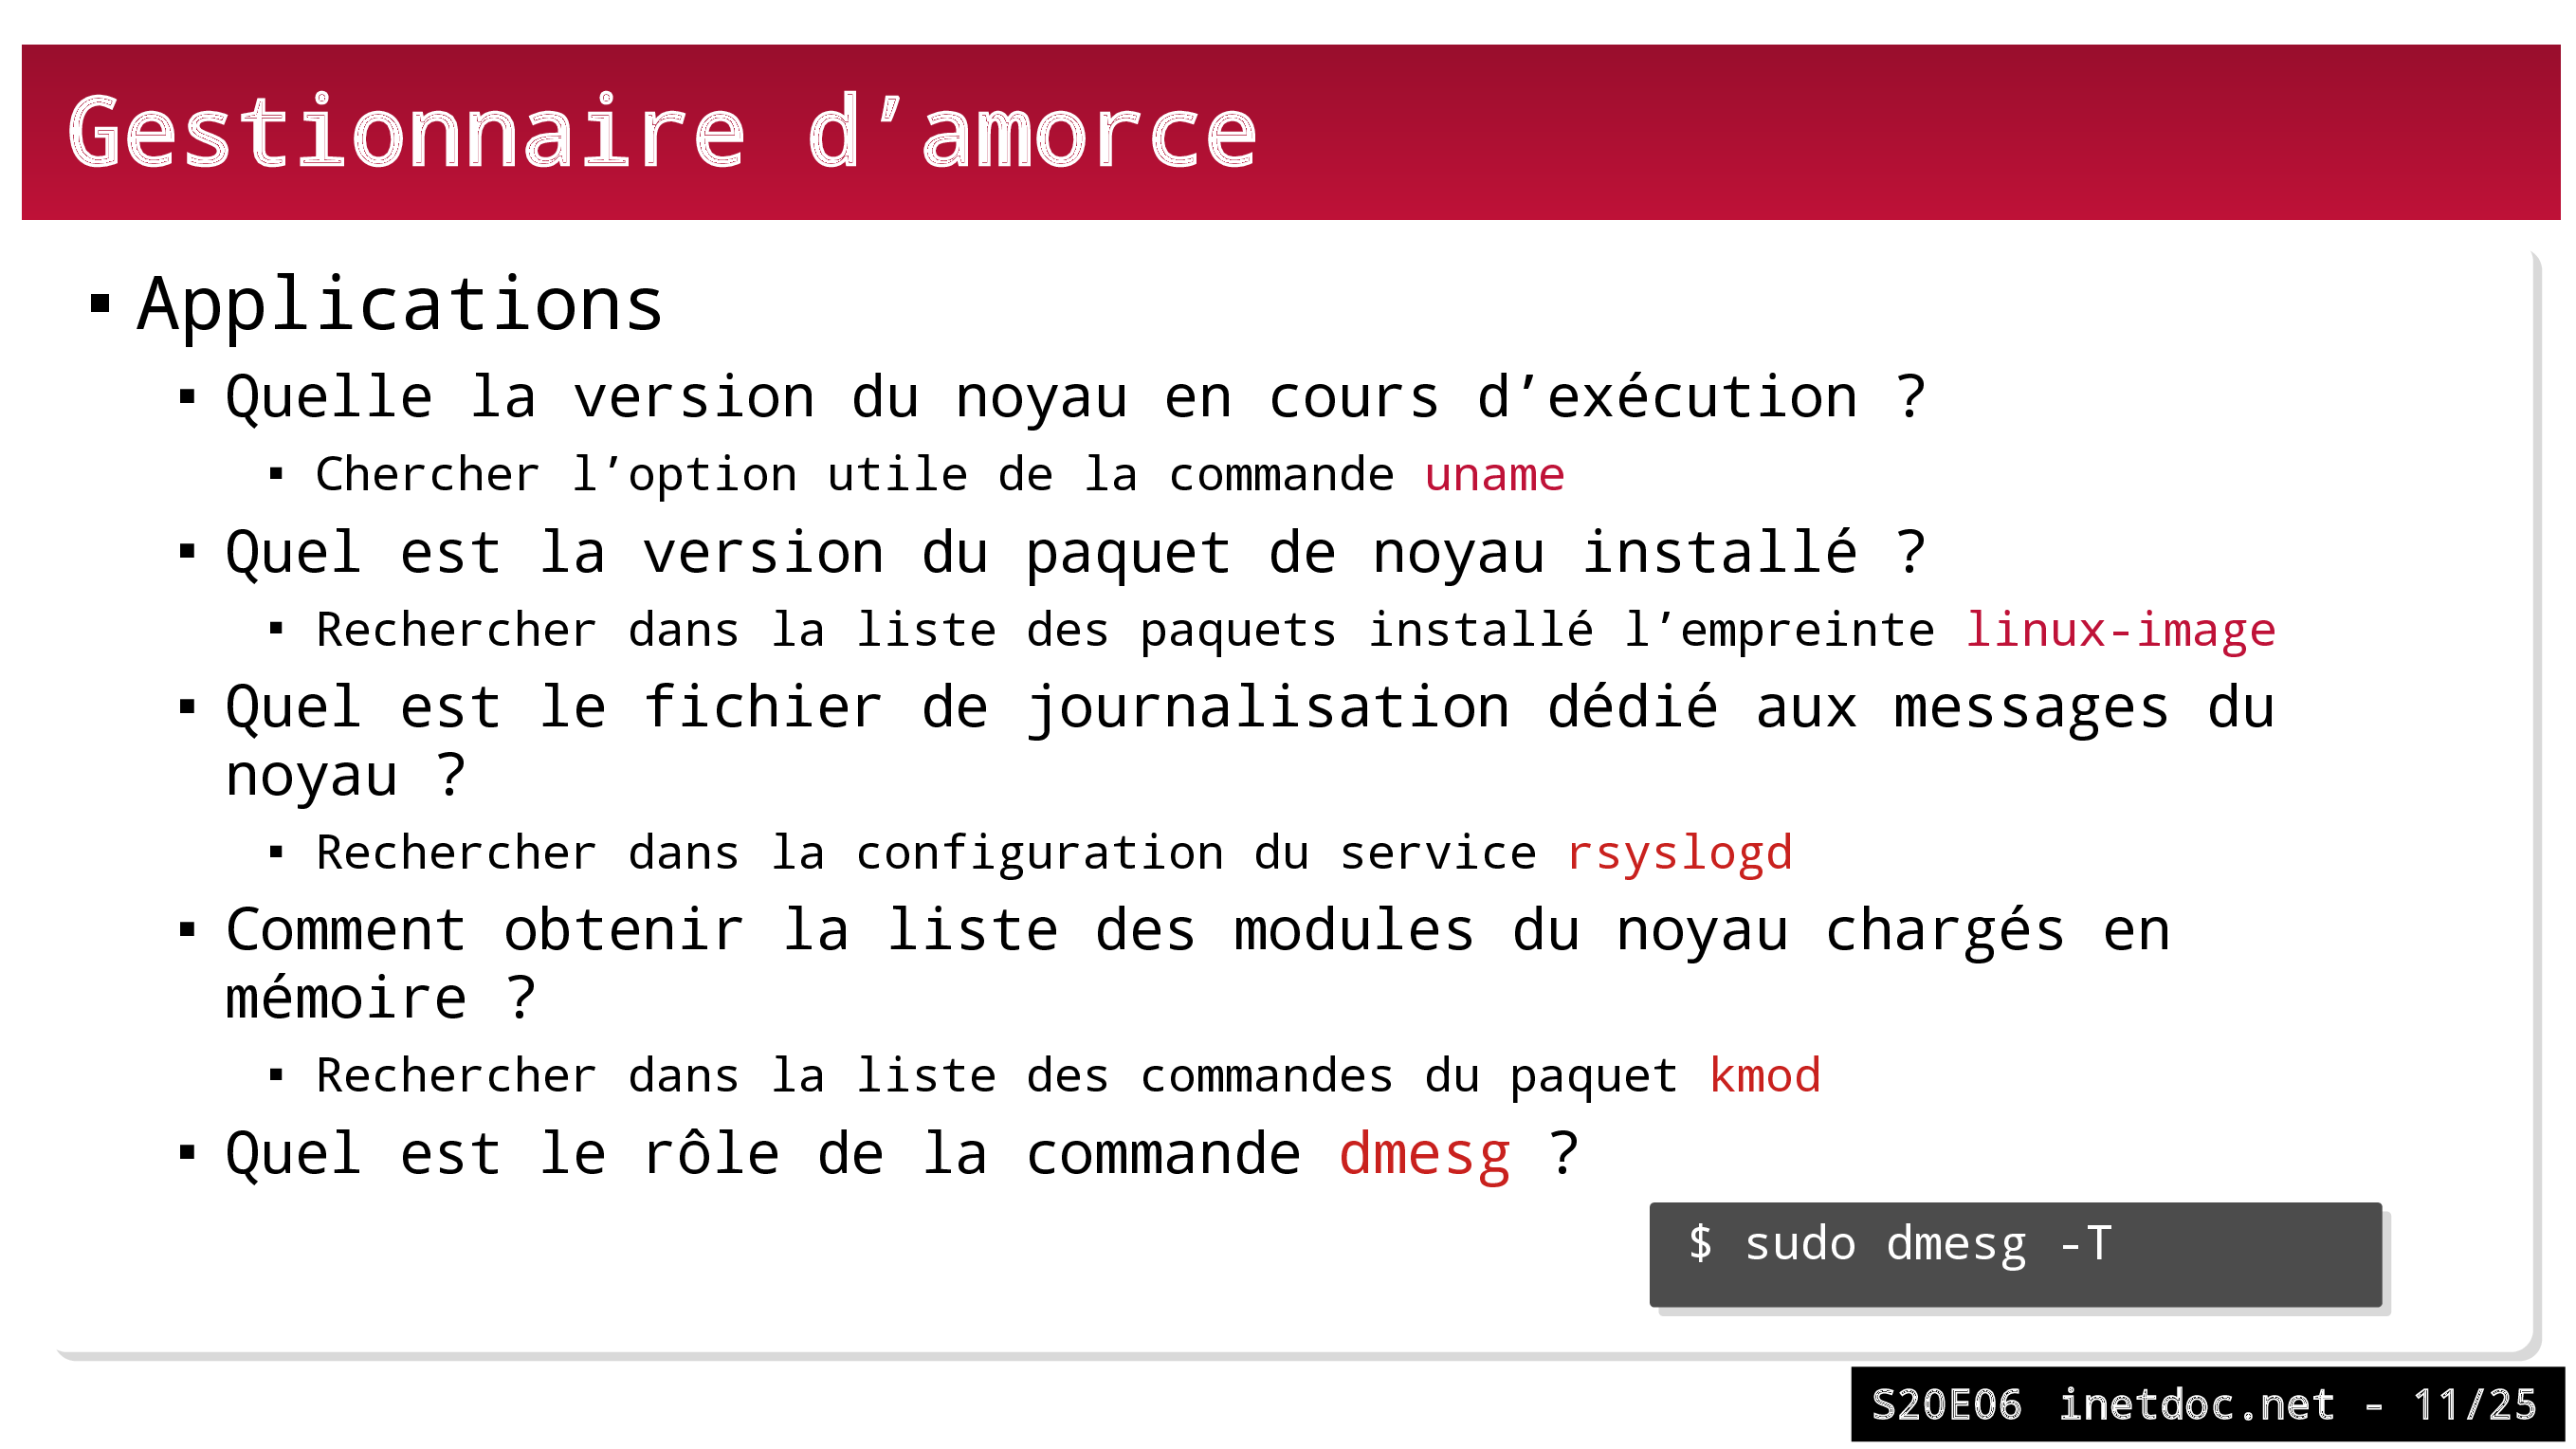 Gestionnaire d’amorce
▪ Applications
▪ Quelle la version du noyau en cours d’exécution ?
▪ Chercher l’option utile de la commande uname
▪ Quel est la version du paquet de noyau installé ?
▪ Rechercher dans la liste des paquets installé l’empreinte linux-image
▪ Quel est le fichier de journalisation dédié aux messages du
noyau ?
▪ Rechercher dans la configuration du service rsyslogd
▪ Comment obtenir la liste des modules du noyau chargés en
mémoire ?
▪ Rechercher dans la liste des commandes du paquet kmod
▪ Quel est le rôle de la commande dmesg ?
$ sudo dmesg -T
S20E06 inetdoc.net - 11/25